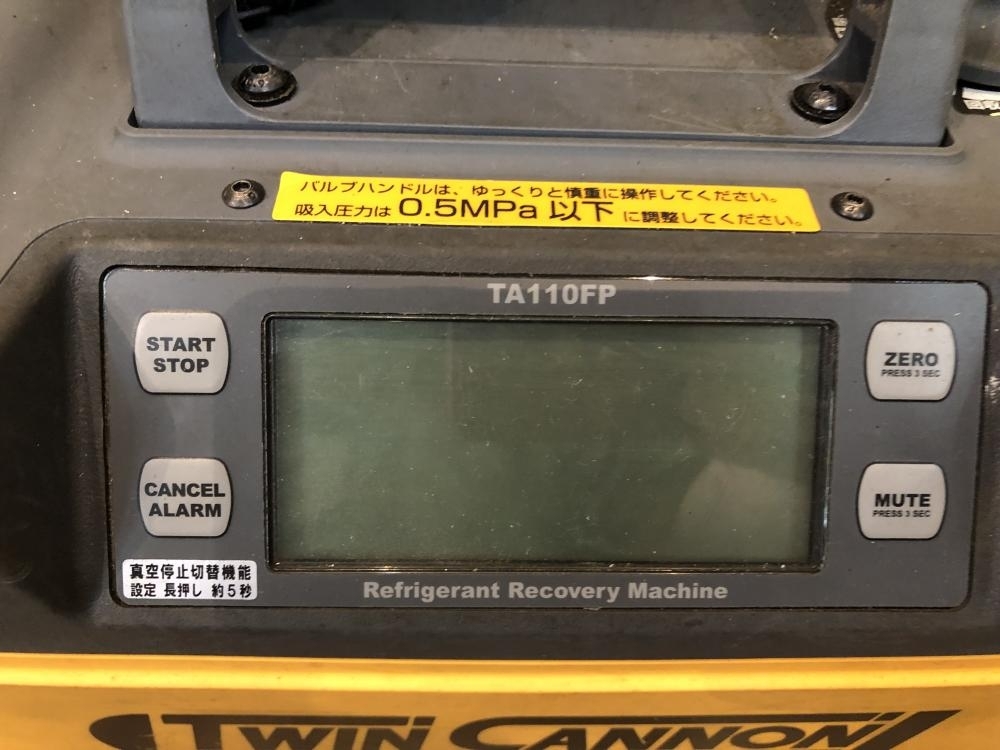 バルブハンドルは、ゆっくりと慎重に操作してください。
吸入圧力は 0.5MPa 以下 に調整してください。
TA110FP
START
STOP
ZERO
PRESS 3 SEC
CANCEL
ALARM
MUTE
PRESS 3 SEC
真空停止切替機能
設定 長押し 約5秒
Refrigerant Recovery Machine
TWIN CANNON